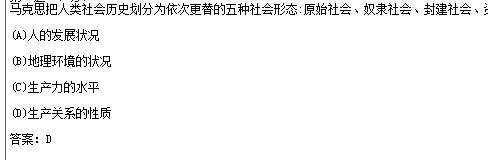 马克思把人类社会历史划分为依次更替的五种社会形态:原始社会、奴隶社会、封建社会、
(A)人的发展状况
(B)地理环境的状况
(C)生产力的水平
(D)生产关系的性质
答案: D